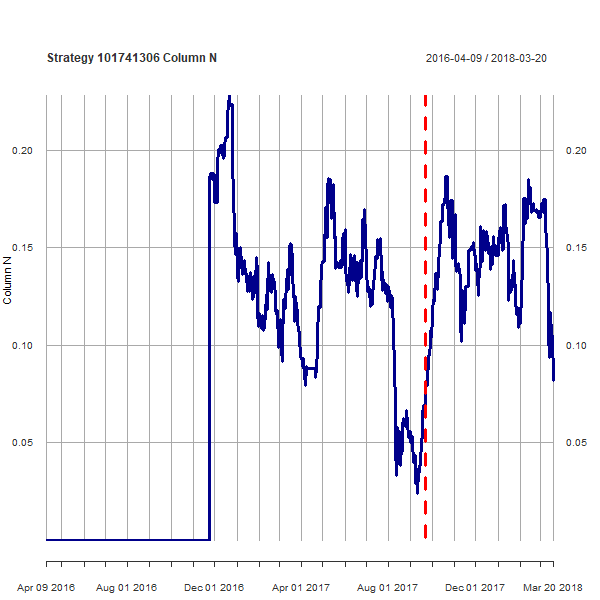 Strategy 101741306 Column N
2016-04-09 / 2018-03-20
0.20
0.20
0.15
0.15
Column N
0.10
0.10
0.05
0.05
Apr 09 2016
Aug 01 2016
Dec 01 2016
Apr 01 2017
Aug 01 2017
Dec 01 2017
Mar 20 2018